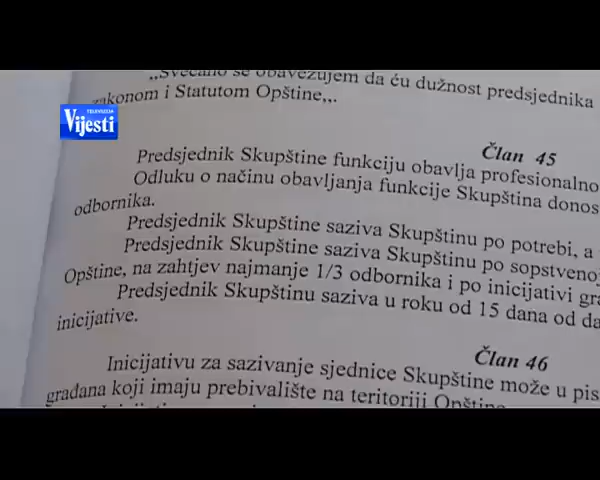 „Svečano se obavezujem da ću dužnost predsjednika
zakonom i Statutom Opštine„.
TELEVIZIJA
Vijesti
Član 45
Predsjednik Skupštine funkciju obavlja profesionalno
Odluku o načinu obavljanja funkcije Skupština donos
odbornika.
Predsjednik Skupštine saziva Skupštinu po potrebi, a
Predsjednik Skupštine saziva Skupštinu po sopstvenoj
Opštine, na zahtjev najmanje 1/3 odbornika i po inicijativi gra
Predsjednik Skupštinu saziva u roku od 15 dana od da
inicijative.
Član 46
Inicijativu za sazivanje sjednice Skupštine može u pis
građana koji imaju prebivalište na teritoriji Opštine